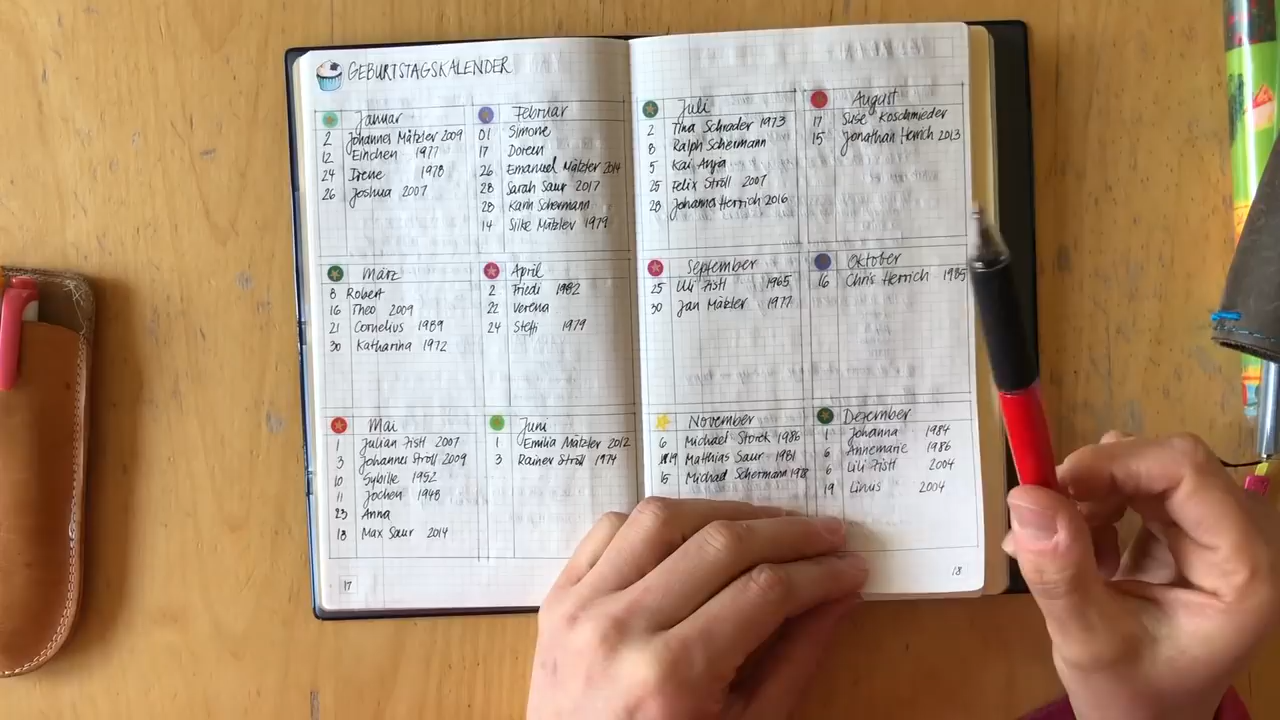 GEBURTSTAGSKALENDER
Januar
2 Johannes Mätzler 2009
12 Einchen 1977
24 Irene 1978
26 Joshua 2007
Februar
01 Simone
17 Doreen
26 Emanuel Mätzler 2014
28 Sarah Saur 2017
28 Karin Schermann
14 Silke Mätzler 1979
März
8 Robert
16 Theo 2009
21 Cornelius 1989
30 Katharina 1972
April
2 Friedi 1982
22 Verena
24 Steffi 1979
Mai
1 Julian Fistl 2007
3 Johannes Ströll 2009
10 Sybille 1952
11 Jochen 1948
23 Anna
18 Max Saur 2014
Juni
1 Emilia Mätzler 2012
3 Rainer Ströll 1974
17
Juli
2 Tina Schrader 1973
8 Ralph Schermann
5 Kai Anja
25 Felix Ströll 2007
28 Johannes Herrich 2016
August
17 Suse Koschmieder
15 Jonathan Herrich 2013
September
25 Uli Fistl 1965
30 Jan Mätzler 1977
Oktober
16 Chris Herrich 1985
November
6 Michael Storek 1986
19 Matthias Saur 1981
15 Michael Schermann
Dezember
1 Johanna 1984
6 Annemarie 1986
6 Lili Fistl 2004
19 Linus 2004
18